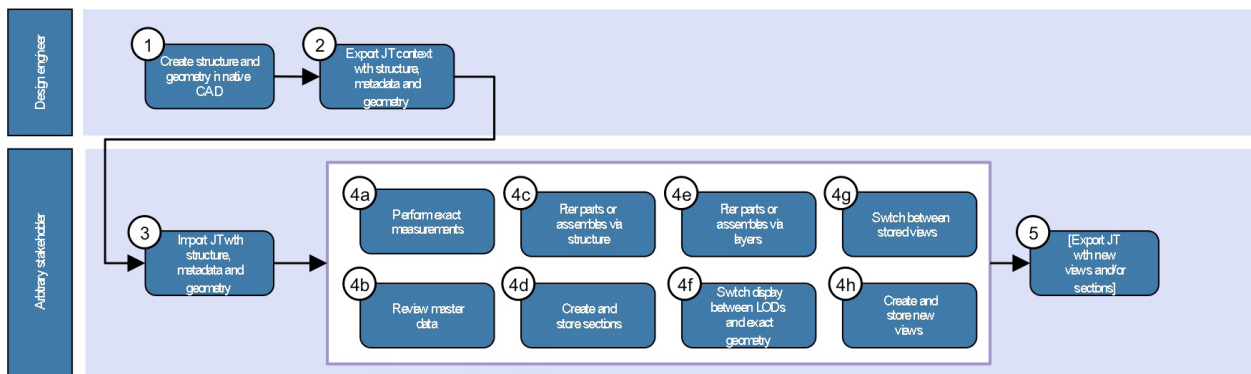 Design engineer
1
Create structure and
geometry in native
CAD
2
Export JT context
with structure,
metadata and
geometry
Arbitrary stakeholder
3
Import JT with
structure,
metadata and
geometry
4a
Perform exact
measurements
4b
Review master
data
4c
Filter parts or
assemblies via
structure
4d
Create and
store sections
4e
Filter parts or
assemblies via
layers
4f
Switch display
between LODs
and exact
geometry
4g
Switch between
stored views
4h
Create and
store new
views
5
[Export JT
with new
views and/or
sections]